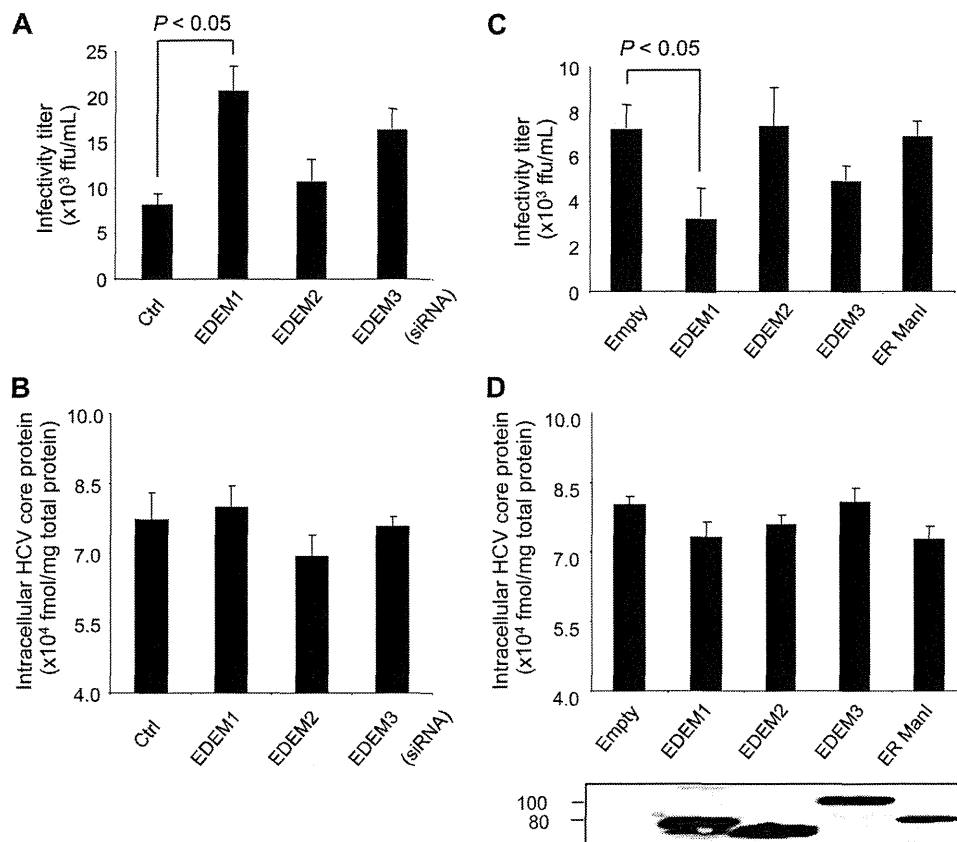 A
P < 0.05
Infectivity titer
(x10³ ffu/mL)
25
20
15
10
5
0
Ctrl
EDEM1
EDEM2
EDEM3
(siRNA)
B
Intracellular HCV core protein
(x10⁴ fmol/mg total protein)
10.0
8.5
7.0
5.5
4.0
Ctrl
EDEM1
EDEM2
EDEM3
(siRNA)
C
P < 0.05
Infectivity titer
(x10³ ffu/mL)
10
8
6
4
2
0
Empty
EDEM1
EDEM2
EDEM3
ER ManI
D
Intracellular HCV core protein
(x10⁴ fmol/mg total protein)
10.0
8.5
7.0
5.5
4.0
Empty
EDEM1
EDEM2
EDEM3
ER ManI
100
80